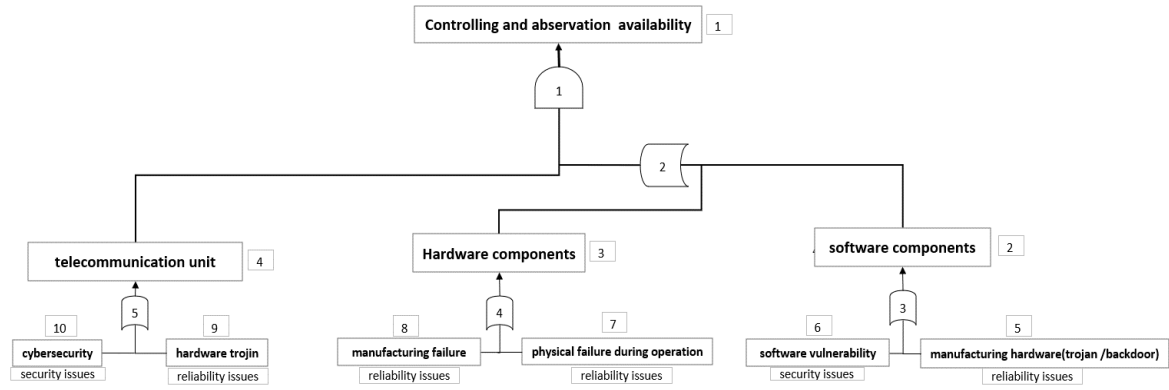 Controlling and abservation availability
1
1
2
telecommunication unit
4
Hardware components
3
software components
2
5
4
3
10
9
8
7
6
5
cybersecurity
hardware trojin
manufacturing failure
physical failure during operation
software vulnerability
manufacturing hardware(trojan /backdoor)
security issues
reliability issues
reliability issues
reliability issues
security issues
reliability issues